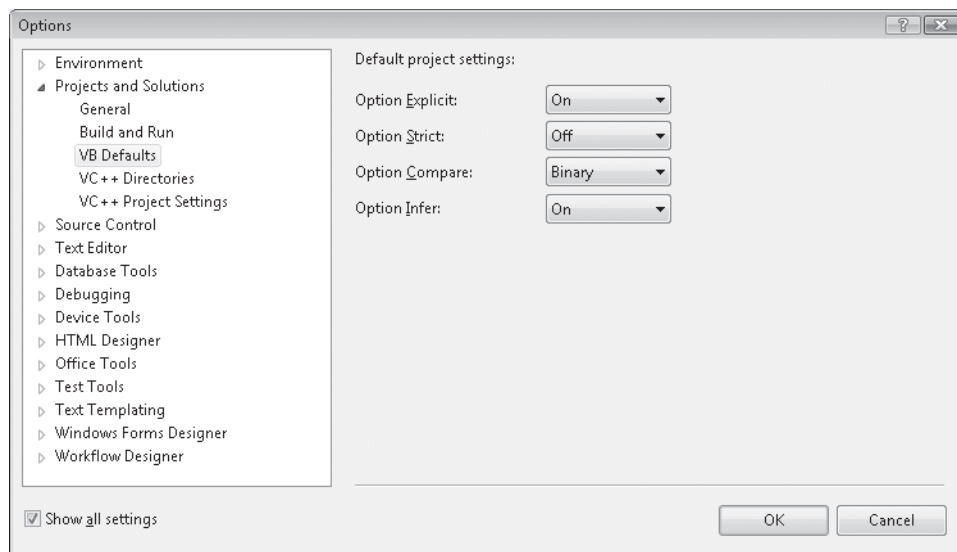 Options
Environment
Projects and Solutions
General
Build and Run
VB Defaults
VC++ Directories
VC++ Project Settings
Source Control
Text Editor
Database Tools
Debugging
Device Tools
HTML Designer
Office Tools
Test Tools
Text Templating
Windows Forms Designer
Workflow Designer
Show all settings
Default project settings:
Option Explicit: On
Option Strict: Off
Option Compare: Binary
Option Infer: On
OK Cancel